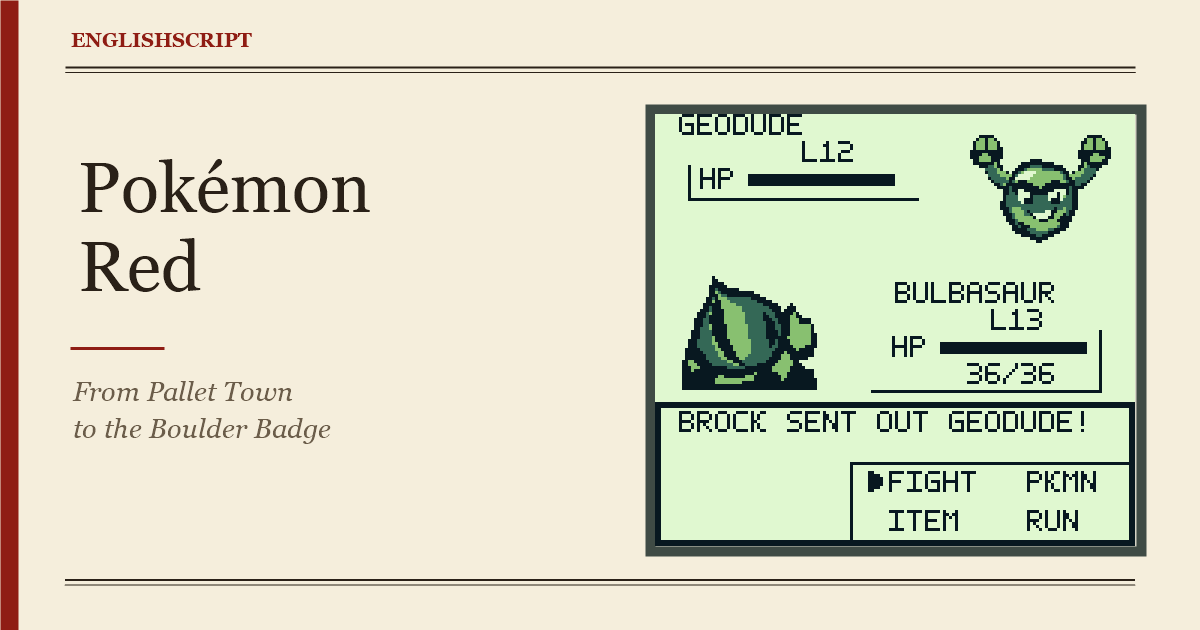 ENGLISHSCRIPT
Pokémon
Red
From Pallet Town
to the Boulder Badge
GEODUDE
L12
HP
BULBASAUR
L13
HP
36/36
BROCK SENT OUT GEODUDE!
FIGHT PKMN
ITEM RUN